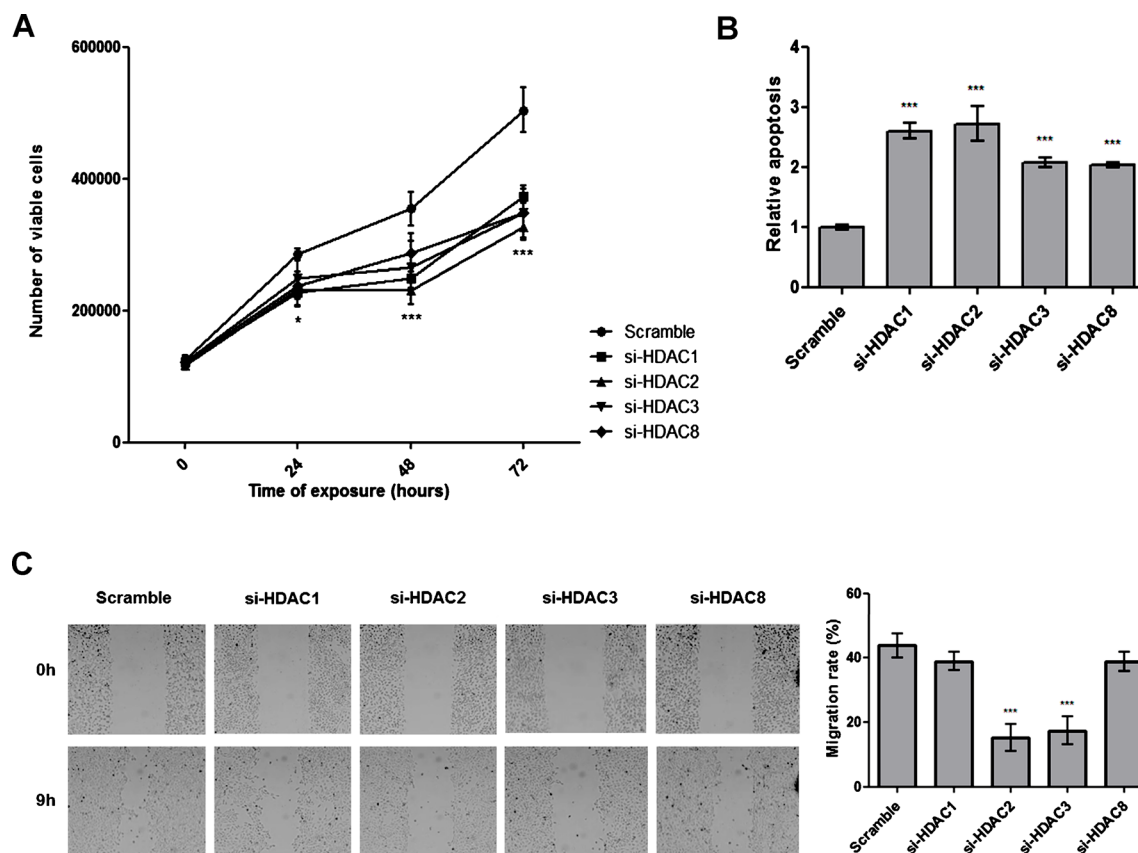 A
600000
400000
200000
0
Number of viable cells
*
***
***
0
24
48
72
Time of exposure (hours)
Scramble
si-HDAC1
si-HDAC2
si-HDAC3
si-HDAC8
B
Relative apoptosis
4
3
2
1
0
***
***
***
***
Scramble
si-HDAC1
si-HDAC2
si-HDAC3
si-HDAC8
C
Scramble
si-HDAC1
si-HDAC2
si-HDAC3
si-HDAC8
0h
9h
Migration rate (%)
60
40
20
0
***
***
Scramble
si-HDAC1
si-HDAC2
si-HDAC3
si-HDAC8